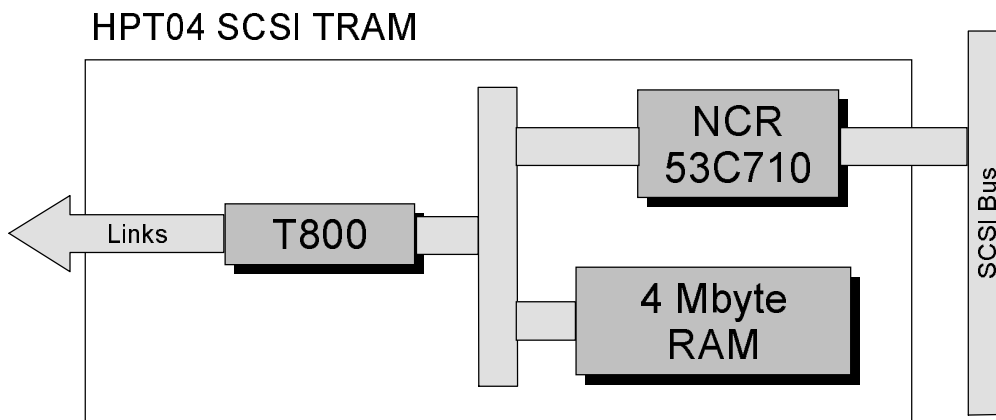 HPT04 SCSI TRAM
NCR
53C710
Links
T800
SCSI Bus
4 Mbyte
RAM